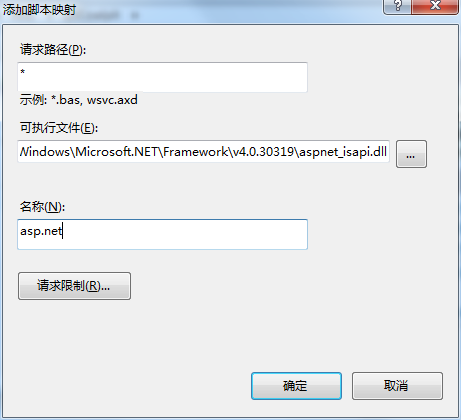 添加脚本映射
请求路径(P):
*
示例: *.bas, wsvc.axd
可执行文件(E):
Windows\Microsoft.NET\Framework\v4.0.30319\aspnet_isapi.dll
...
名称(N):
asp.net
请求限制(R)...
确定
取消